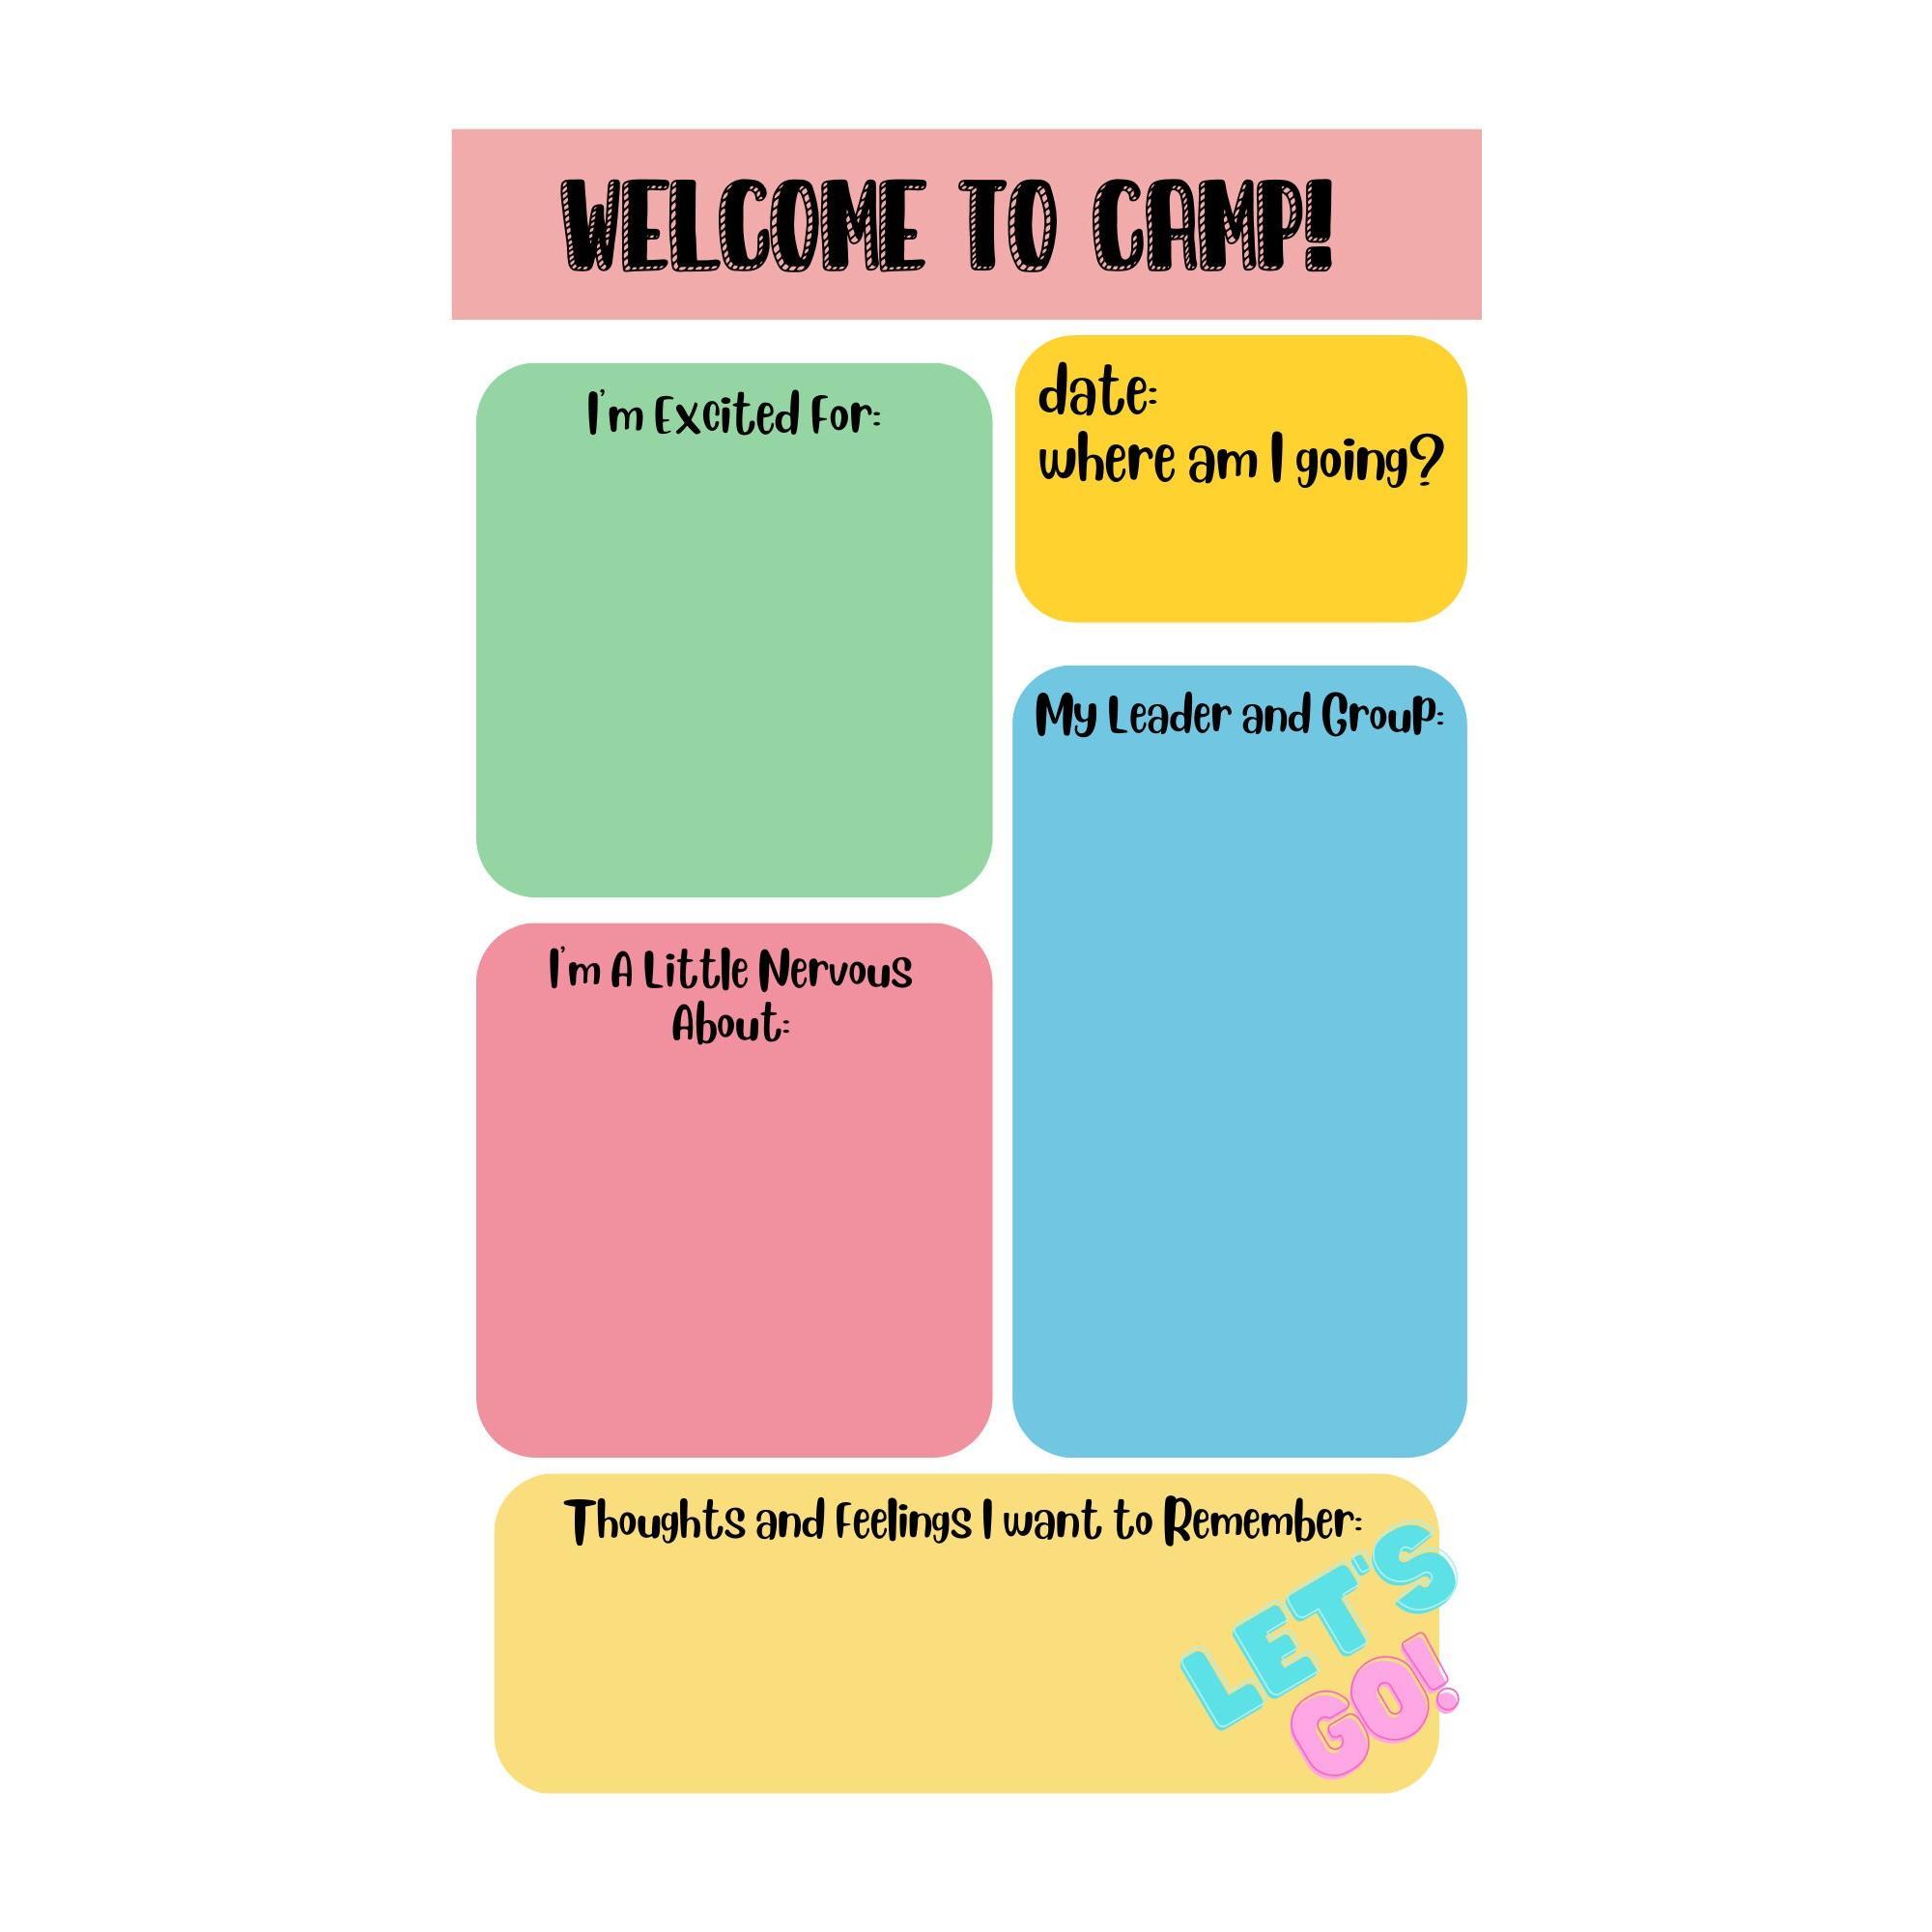 WELCOME TO CAMP!
I'm Excited For:
date:
where am I going?
My Leader and Group:
I'm A Little Nervous
About:
Thoughts and Feelings I want to Remember:
LET'S
GO!